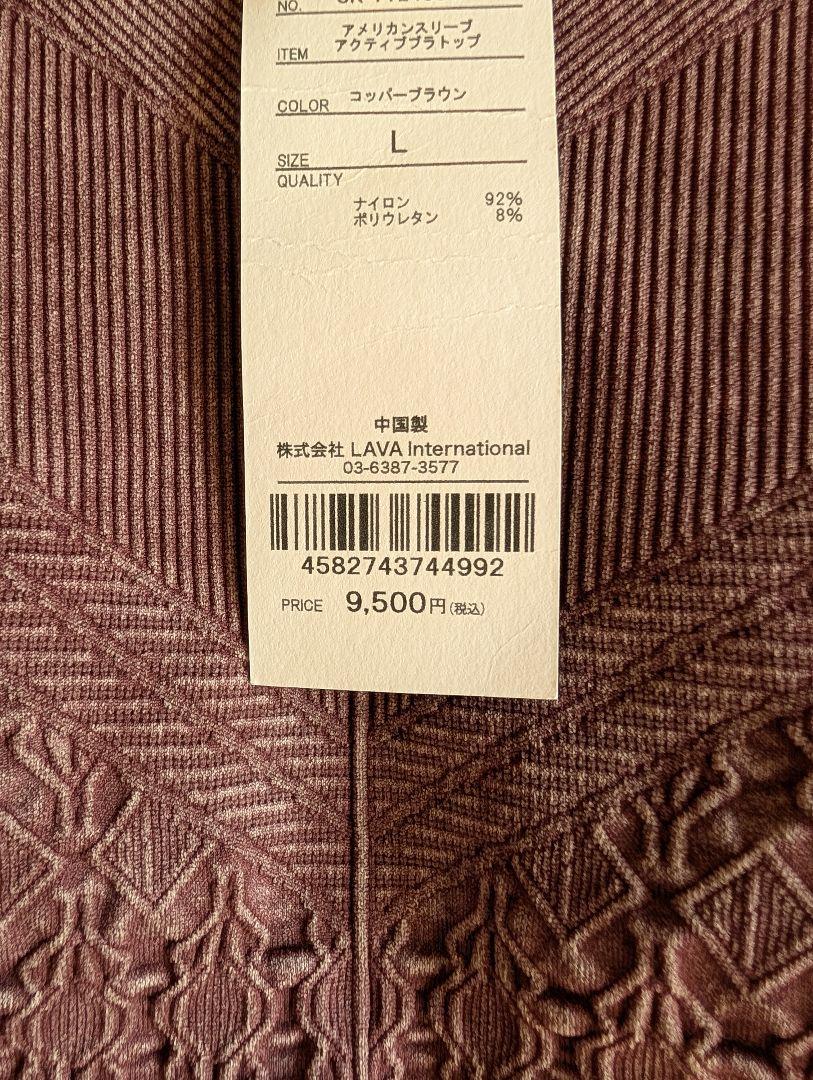 NO.
アメリカンスリーブ
ITEM アクティブブラトップ
COLOR コッパーブラウン
SIZE L
QUALITY
ナイロン 92%
ポリウレタン 8%
中国製
株式会社 LAVA International
03-6387-3577
4582743744992
PRICE 9,500円(税込)